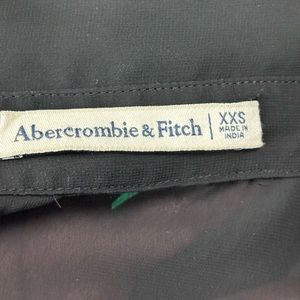 Abercrombie & Fitch | XXS
MADE IN
INDIA